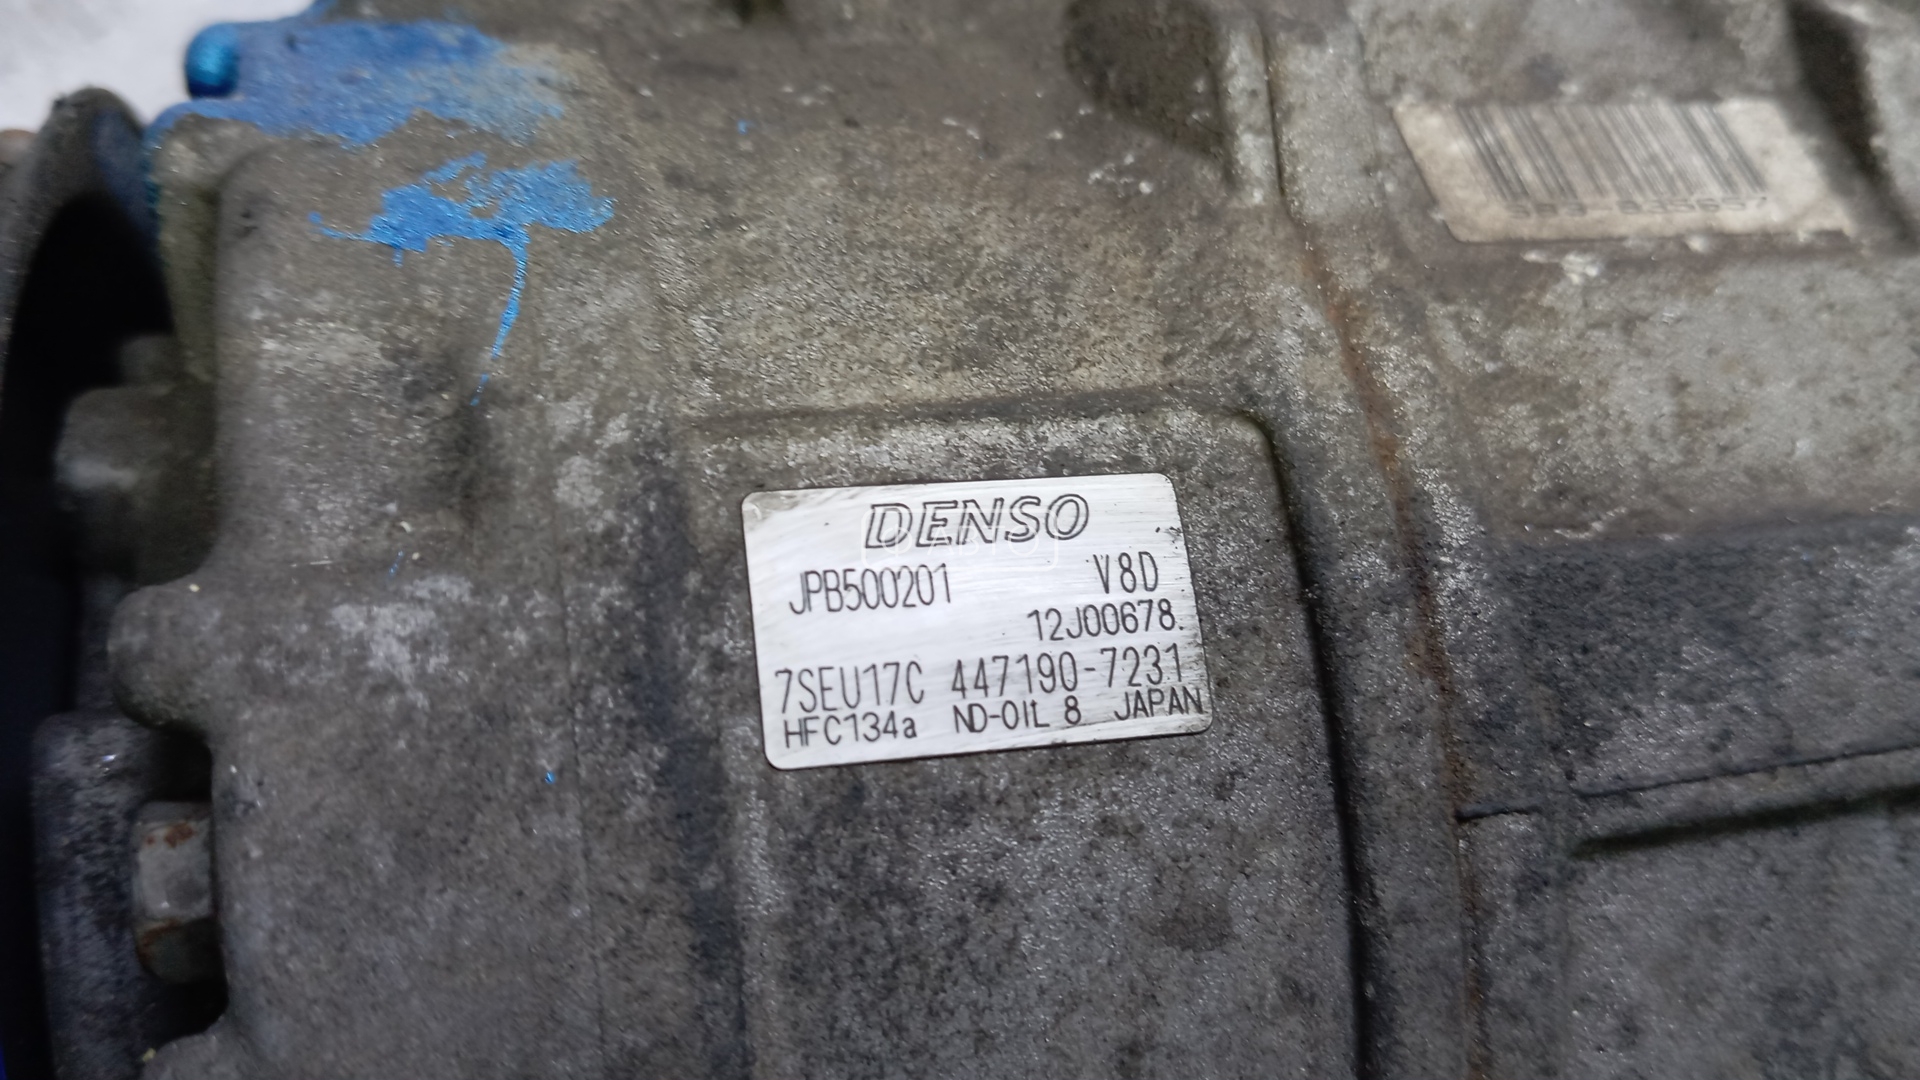 DENSO
JPB500201 V8D
12J00678.
7SEU17C 447190-7231
HFC134a ND-OIL 8 JAPAN